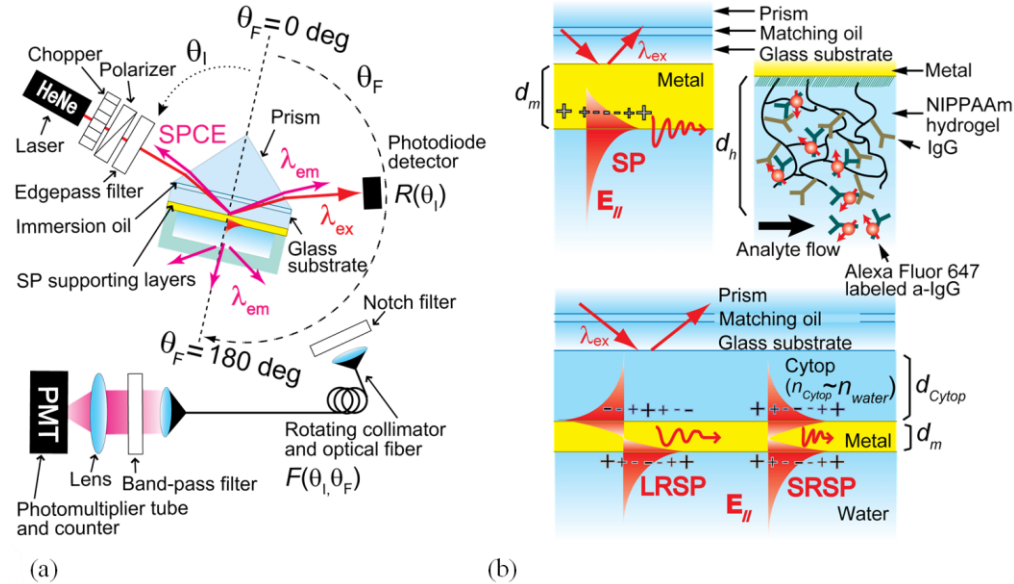 θF=0 deg
Chopper
θI
Polarizer
θF
HeNe
Laser
SPCE
Prism
λem
Photodiode
detector
R(θI)
Edgepass filter
Immersion oil
λex
SP supporting layers
Glass
substrate
λem
Notch filter
θF=180 deg
PMT
Rotating collimator
and optical fiber
F(θI,θF)
Lens
Band-pass filter
Photomultiplier tube
and counter
(a)
Prism
Matching oil
Glass substrate
λex
Metal
dm
++--++
SP
E//
Metal
NIPPAAm
hydrogel
IgG
dh
Analyte flow
Alexa Fluor 647
labeled a-IgG
Prism
Matching oil
Glass substrate
λex
Cytop
(nCytop~nwater)
dCytop
--++--
++--++
Metal
dm
++--++
++--++
LRSP
E//
SRSP
Water
(b)